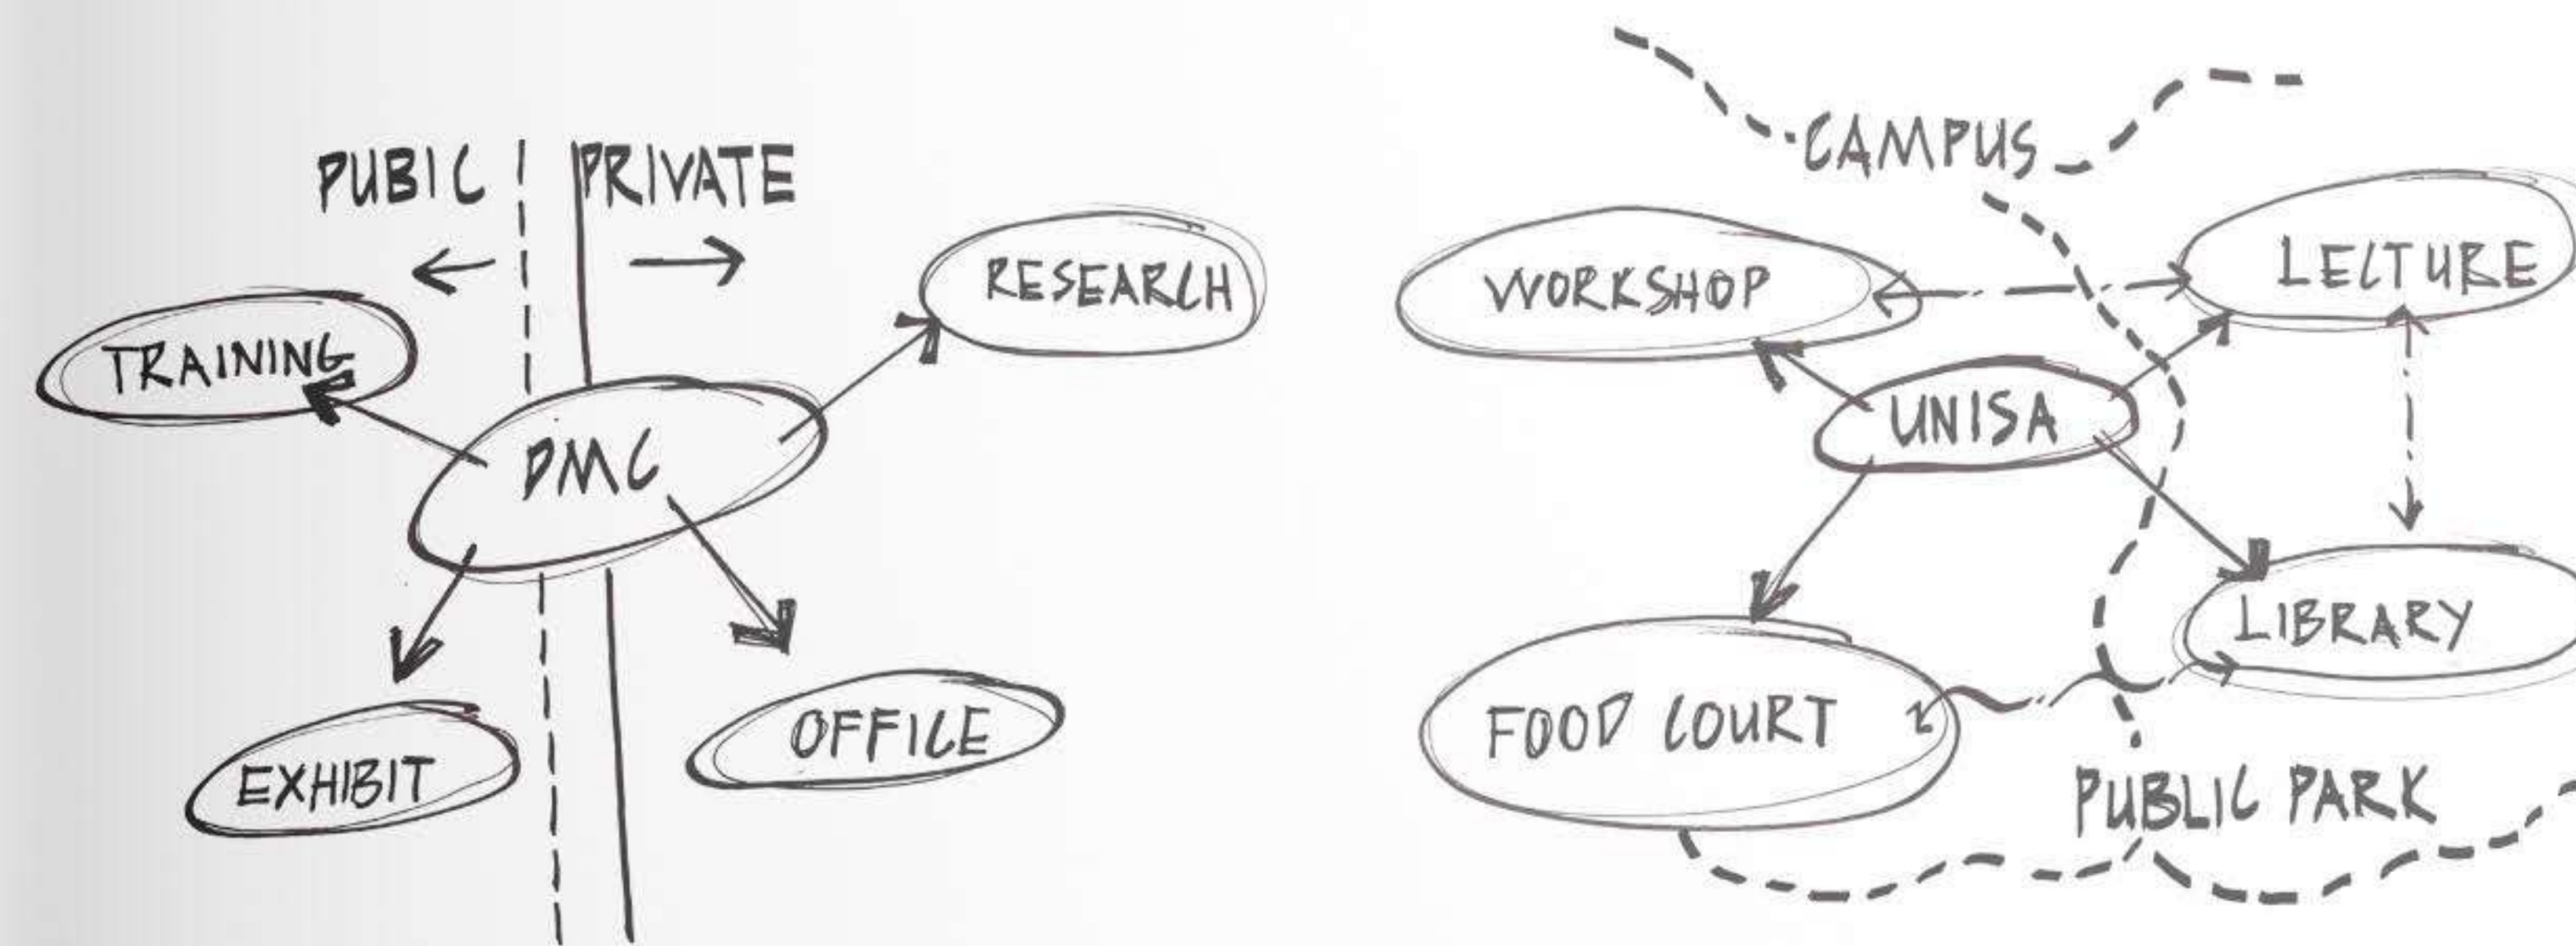 PUBIC PRIVATE
TRAINING
RESEARCH
DMC
EXHIBIT
OFFICE
CAMPUS
WORKSHOP
LECTURE
UNISA
FOOD COURT
LIBRARY
PUBLIC PARK